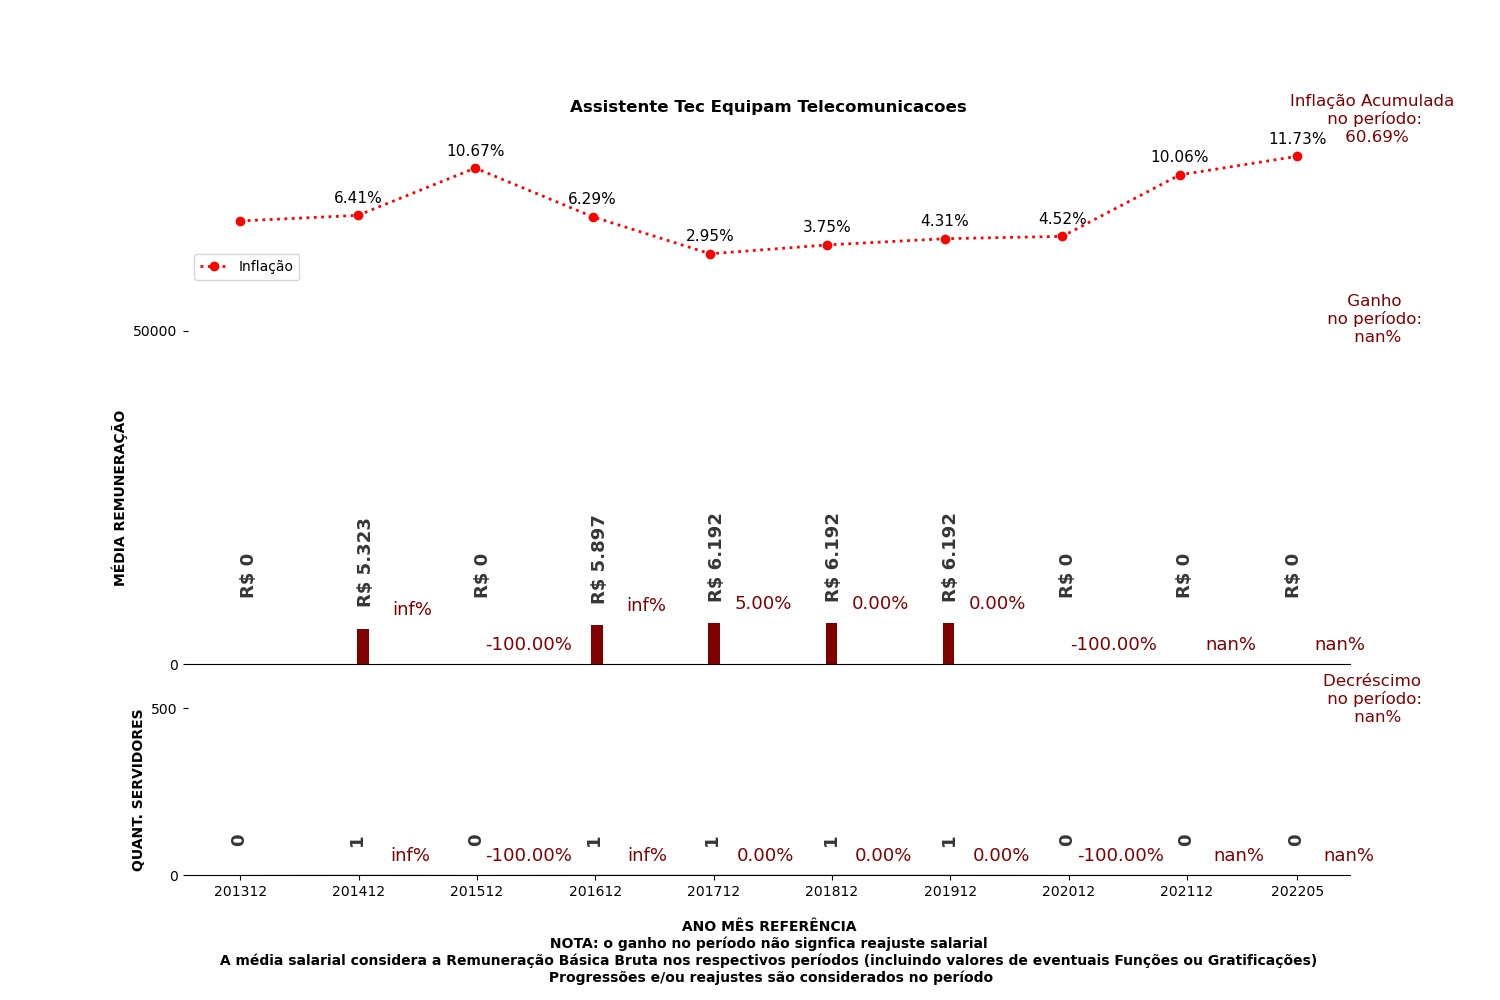 Assistente Tec Equipam Telecomunicacoes
Inflação Acumulada
no período:
60.69%
6.41%
10.67%
6.29%
2.95%
3.75%
4.31%
4.52%
10.06%
11.73%
Inflação
Ganho
no período:
nan%
50000
0
MÉDIA REMUNERAÇÃO
R$ 0
R$ 5.323
R$ 0
R$ 5.897
R$ 6.192
R$ 6.192
R$ 6.192
R$ 0
R$ 0
R$ 0
inf%
-100.00%
inf%
5.00%
0.00%
0.00%
-100.00%
nan%
nan%
Decréscimo
no período:
nan%
500
0
QUANT. SERVIDORES
0
1
0
1
1
1
1
0
0
0
inf%
-100.00%
inf%
0.00%
0.00%
0.00%
-100.00%
nan%
nan%
201312
201412
201512
201612
201712
201812
201912
202012
202112
202205
ANO MÊS REFERÊNCIA
NOTA: o ganho no período não signfica reajuste salarial
A média salarial considera a Remuneração Básica Bruta nos respectivos períodos (incluindo valores de eventuais Funções ou Gratificações)
Progressões e/ou reajustes são considerados no período